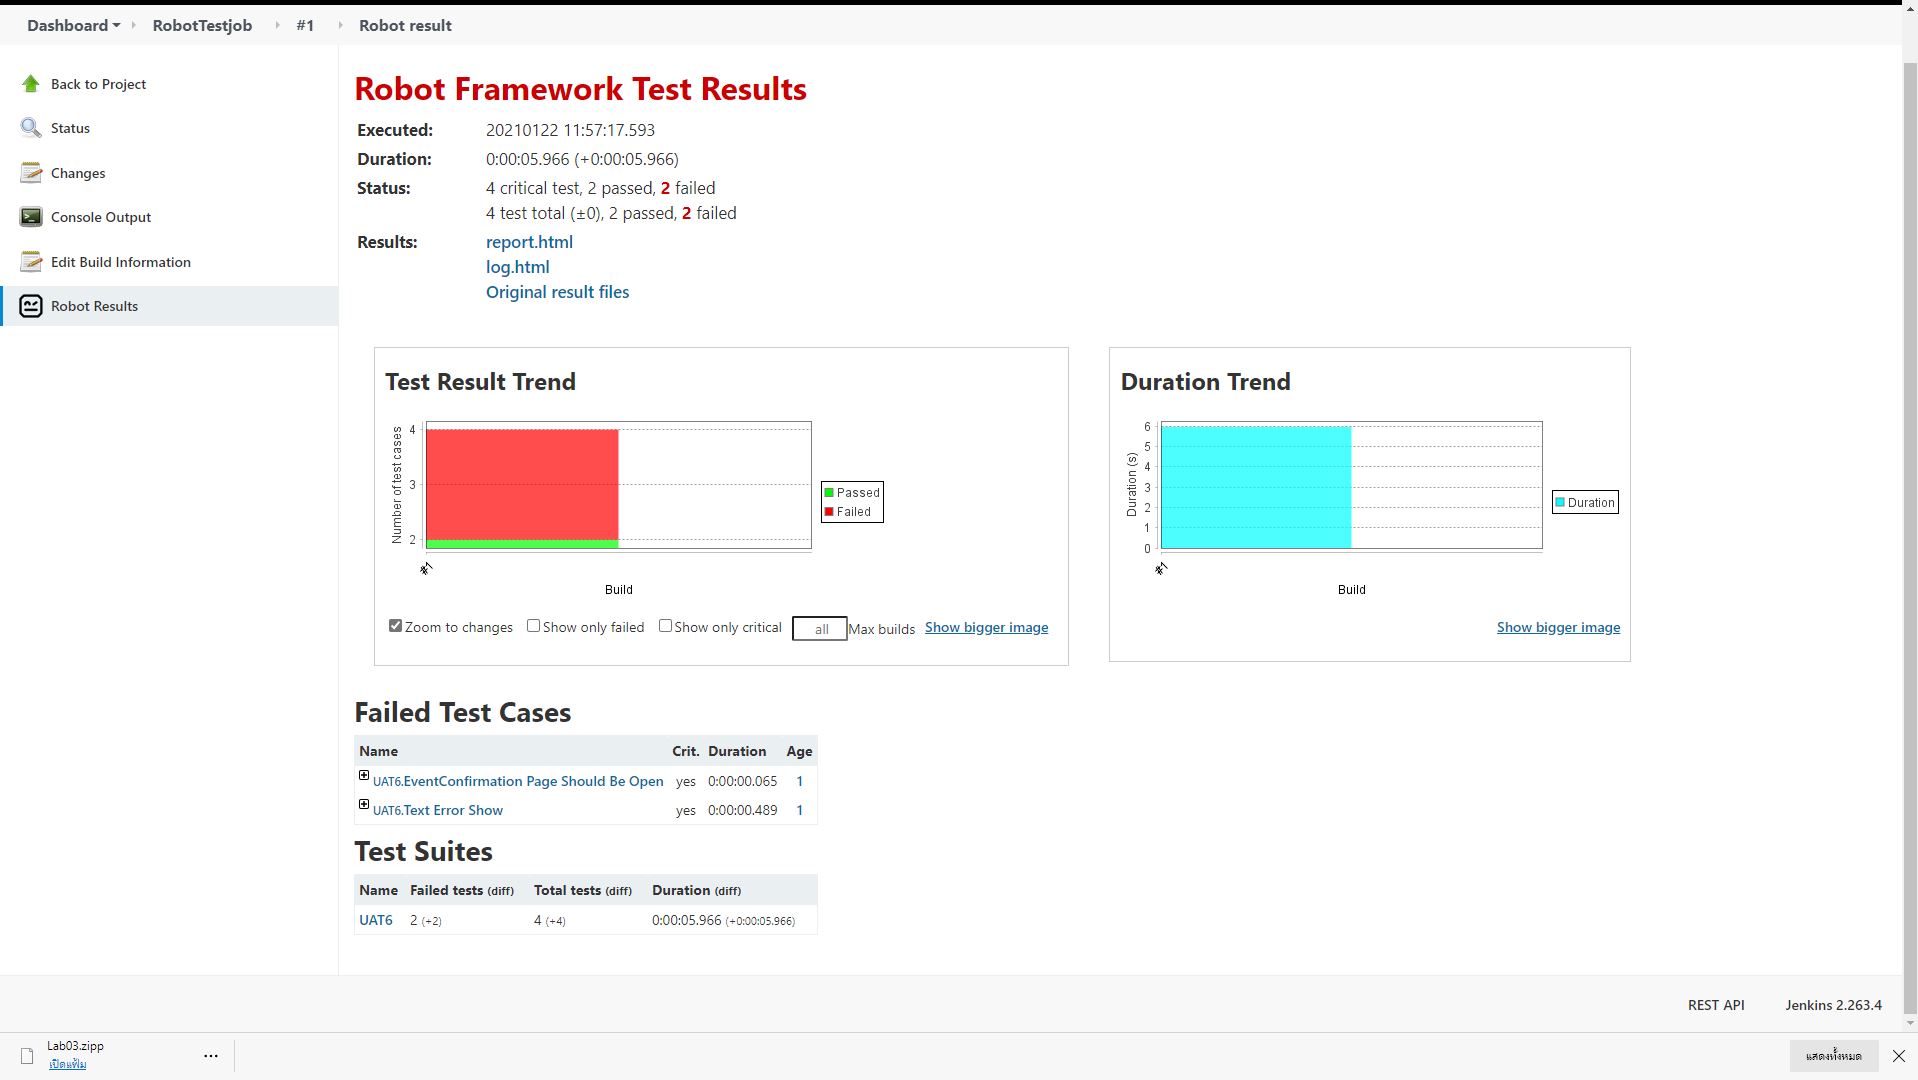 Dashboard RobotTestjob #1 Robot result
Back to Project
Status
Changes
Console Output
Edit Build Information
Robot Results
Robot Framework Test Results
Executed: 20210122 11:57:17.593
Duration: 0:00:05.966 (+0:00:05.966)
Status: 4 critical test, 2 passed, 2 failed
4 test total (±0), 2 passed, 2 failed
Results: report.html
log.html
Original result files
Test Result Trend
Number of test cases
4
3
2
Passed
Failed
#1
Build
Zoom to changes Show only failed Show only critical all Max builds Show bigger image
Duration Trend
Duration (s)
6
5
4
3
2
1
0
Duration
#1
Build
Show bigger image
Failed Test Cases
Name Crit. Duration Age
UAT6.EventConfirmation Page Should Be Open yes 0:00:00.065 1
UAT6.Text Error Show yes 0:00:00.489 1
Test Suites
Name Failed tests (diff) Total tests (diff) Duration (diff)
UAT6 2 (+2) 4 (+4) 0:00:05.966 (+0:00:05.966)
REST API Jenkins 2.263.4
Lab03.zipp
เปิดแฟ้ม
...
แสดงทั้งหมด